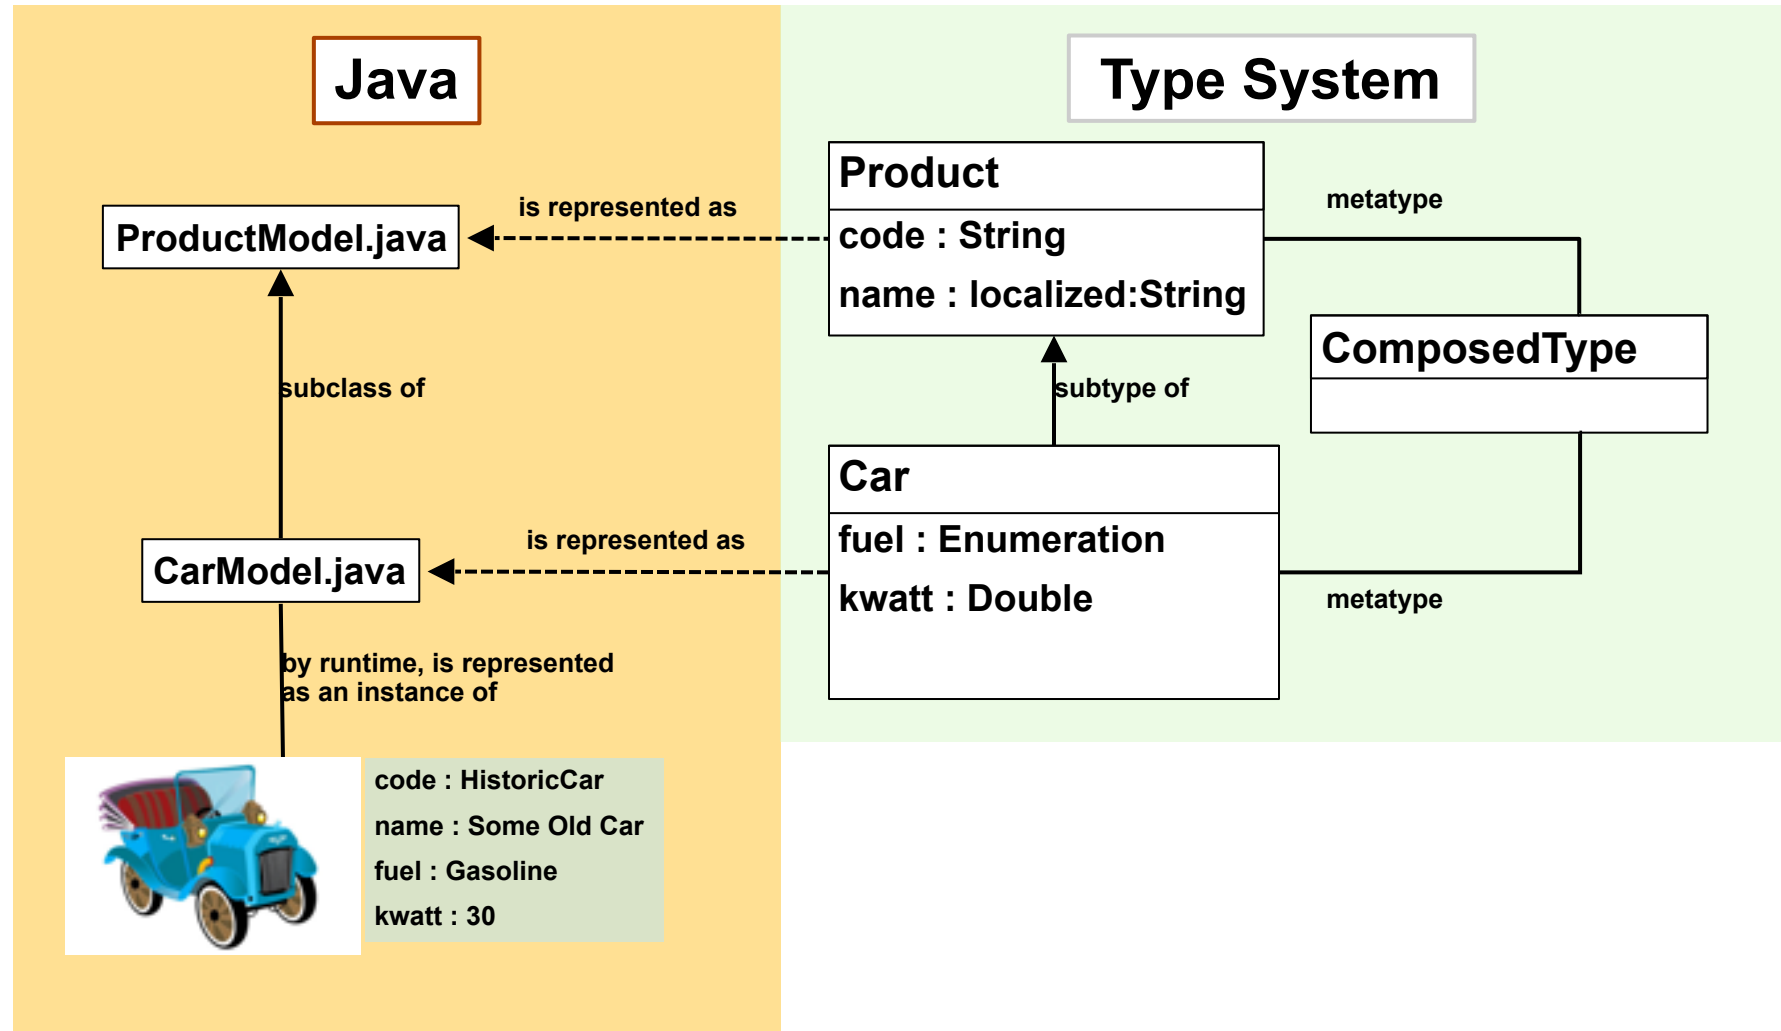 Java
Type System
Product
code : String
name : localized:String
metatype
is represented as
ProductModel.java
ComposedType
subclass of
subtype of
Car
fuel : Enumeration
kwatt : Double
is represented as
CarModel.java
metatype
by runtime, is represented
as an instance of
code : HistoricCar
name : Some Old Car
fuel : Gasoline
kwatt : 30